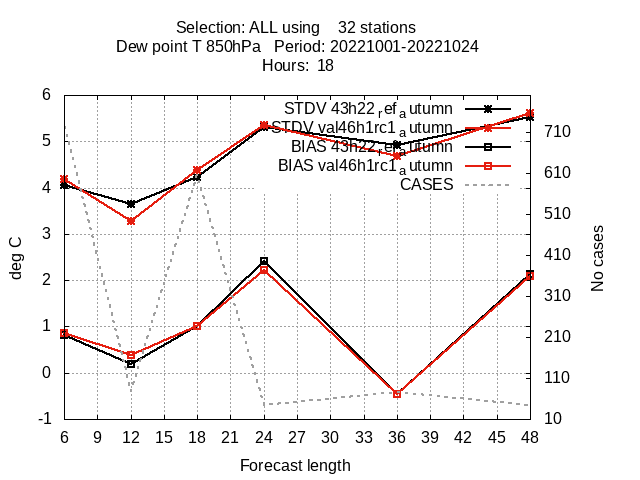 Selection: ALL using    32 stations
Dew point T 850hPa   Period: 20221001-20221024
Hours:  18
STDV 43h22ref_autumn
STDV val46h1rc1_autumn
BIAS 43h22ref_autumn
BIAS val46h1rc1_autumn
CASES
deg C
6
5
4
3
2
1
0
-1
No cases
710
610
510
410
310
210
110
10
6 9 12 15 18 21 24 27 30 33 36 39 42 45 48
Forecast length